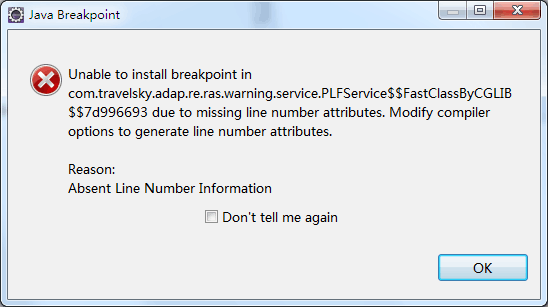 Java Breakpoint
Unable to install breakpoint in
com.travelsky.adap.re.ras.warning.service.PLFService$$FastClassByCGLIB
$$7d996693 due to missing line number attributes. Modify compiler
options to generate line number attributes.
Reason:
Absent Line Number Information
Don't tell me again
OK